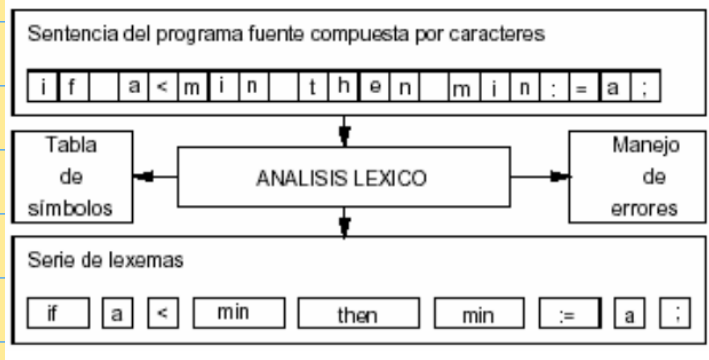 Sentencia del programa fuente compuesta por caracteres
i f a < m i n t h e n m i n : = a ;
Tabla
de
símbolos
ANALISIS LEXICO
Manejo
de
errores
Serie de lexemas
if a < min then min := a ;